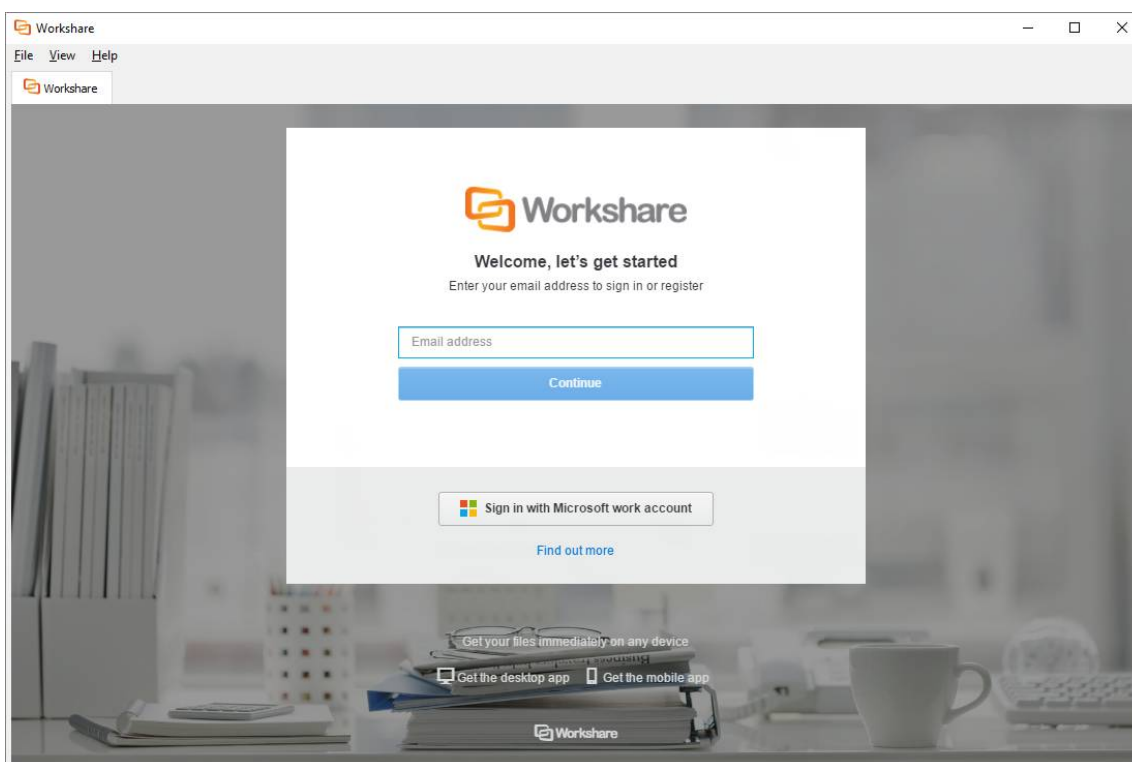 Workshare
File View Help
Workshare
Workshare
Welcome, let's get started
Enter your email address to sign in or register
Email address
Continue
Sign in with Microsoft work account
Find out more
Get your files immediately on any device
Business
Get the desktop app Get the mobile app
Workshare